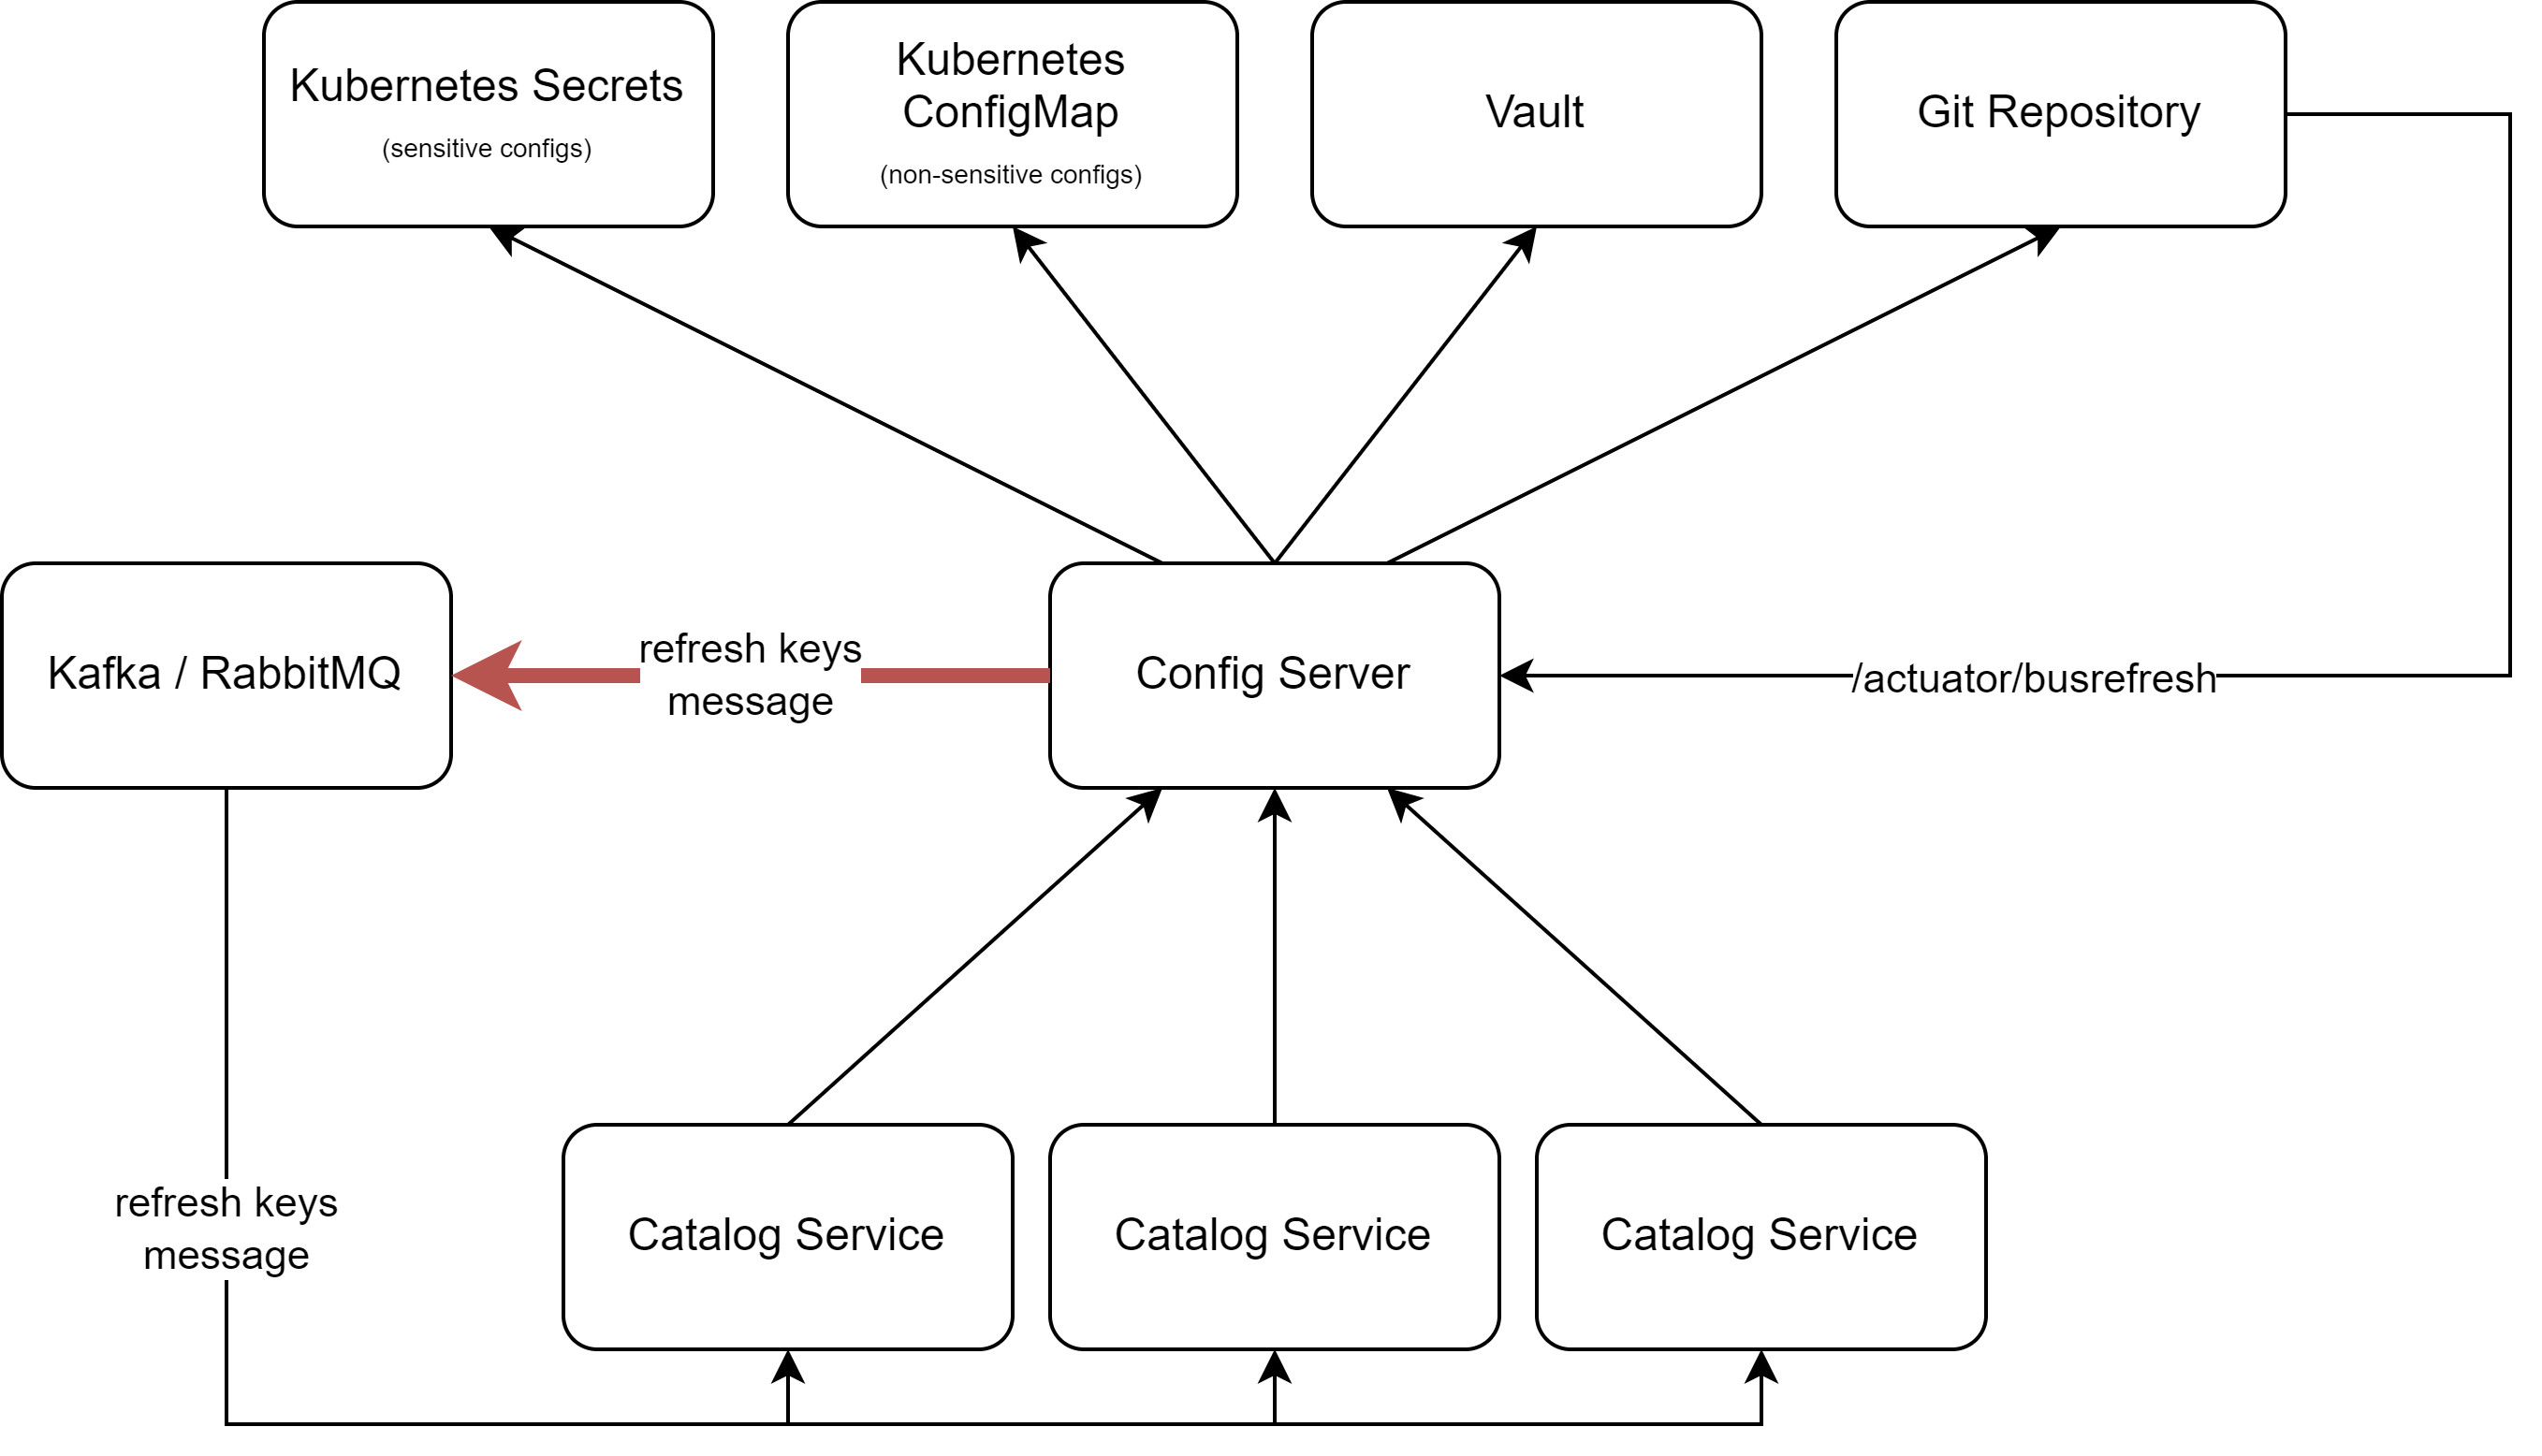 Kubernetes Secrets
(sensitive configs)
Kubernetes
ConfigMap
(non-sensitive configs)
Vault
Git Repository
Kafka / RabbitMQ
refresh keys
message
Config Server
/actuator/busrefresh
refresh keys
message
Catalog Service
Catalog Service
Catalog Service